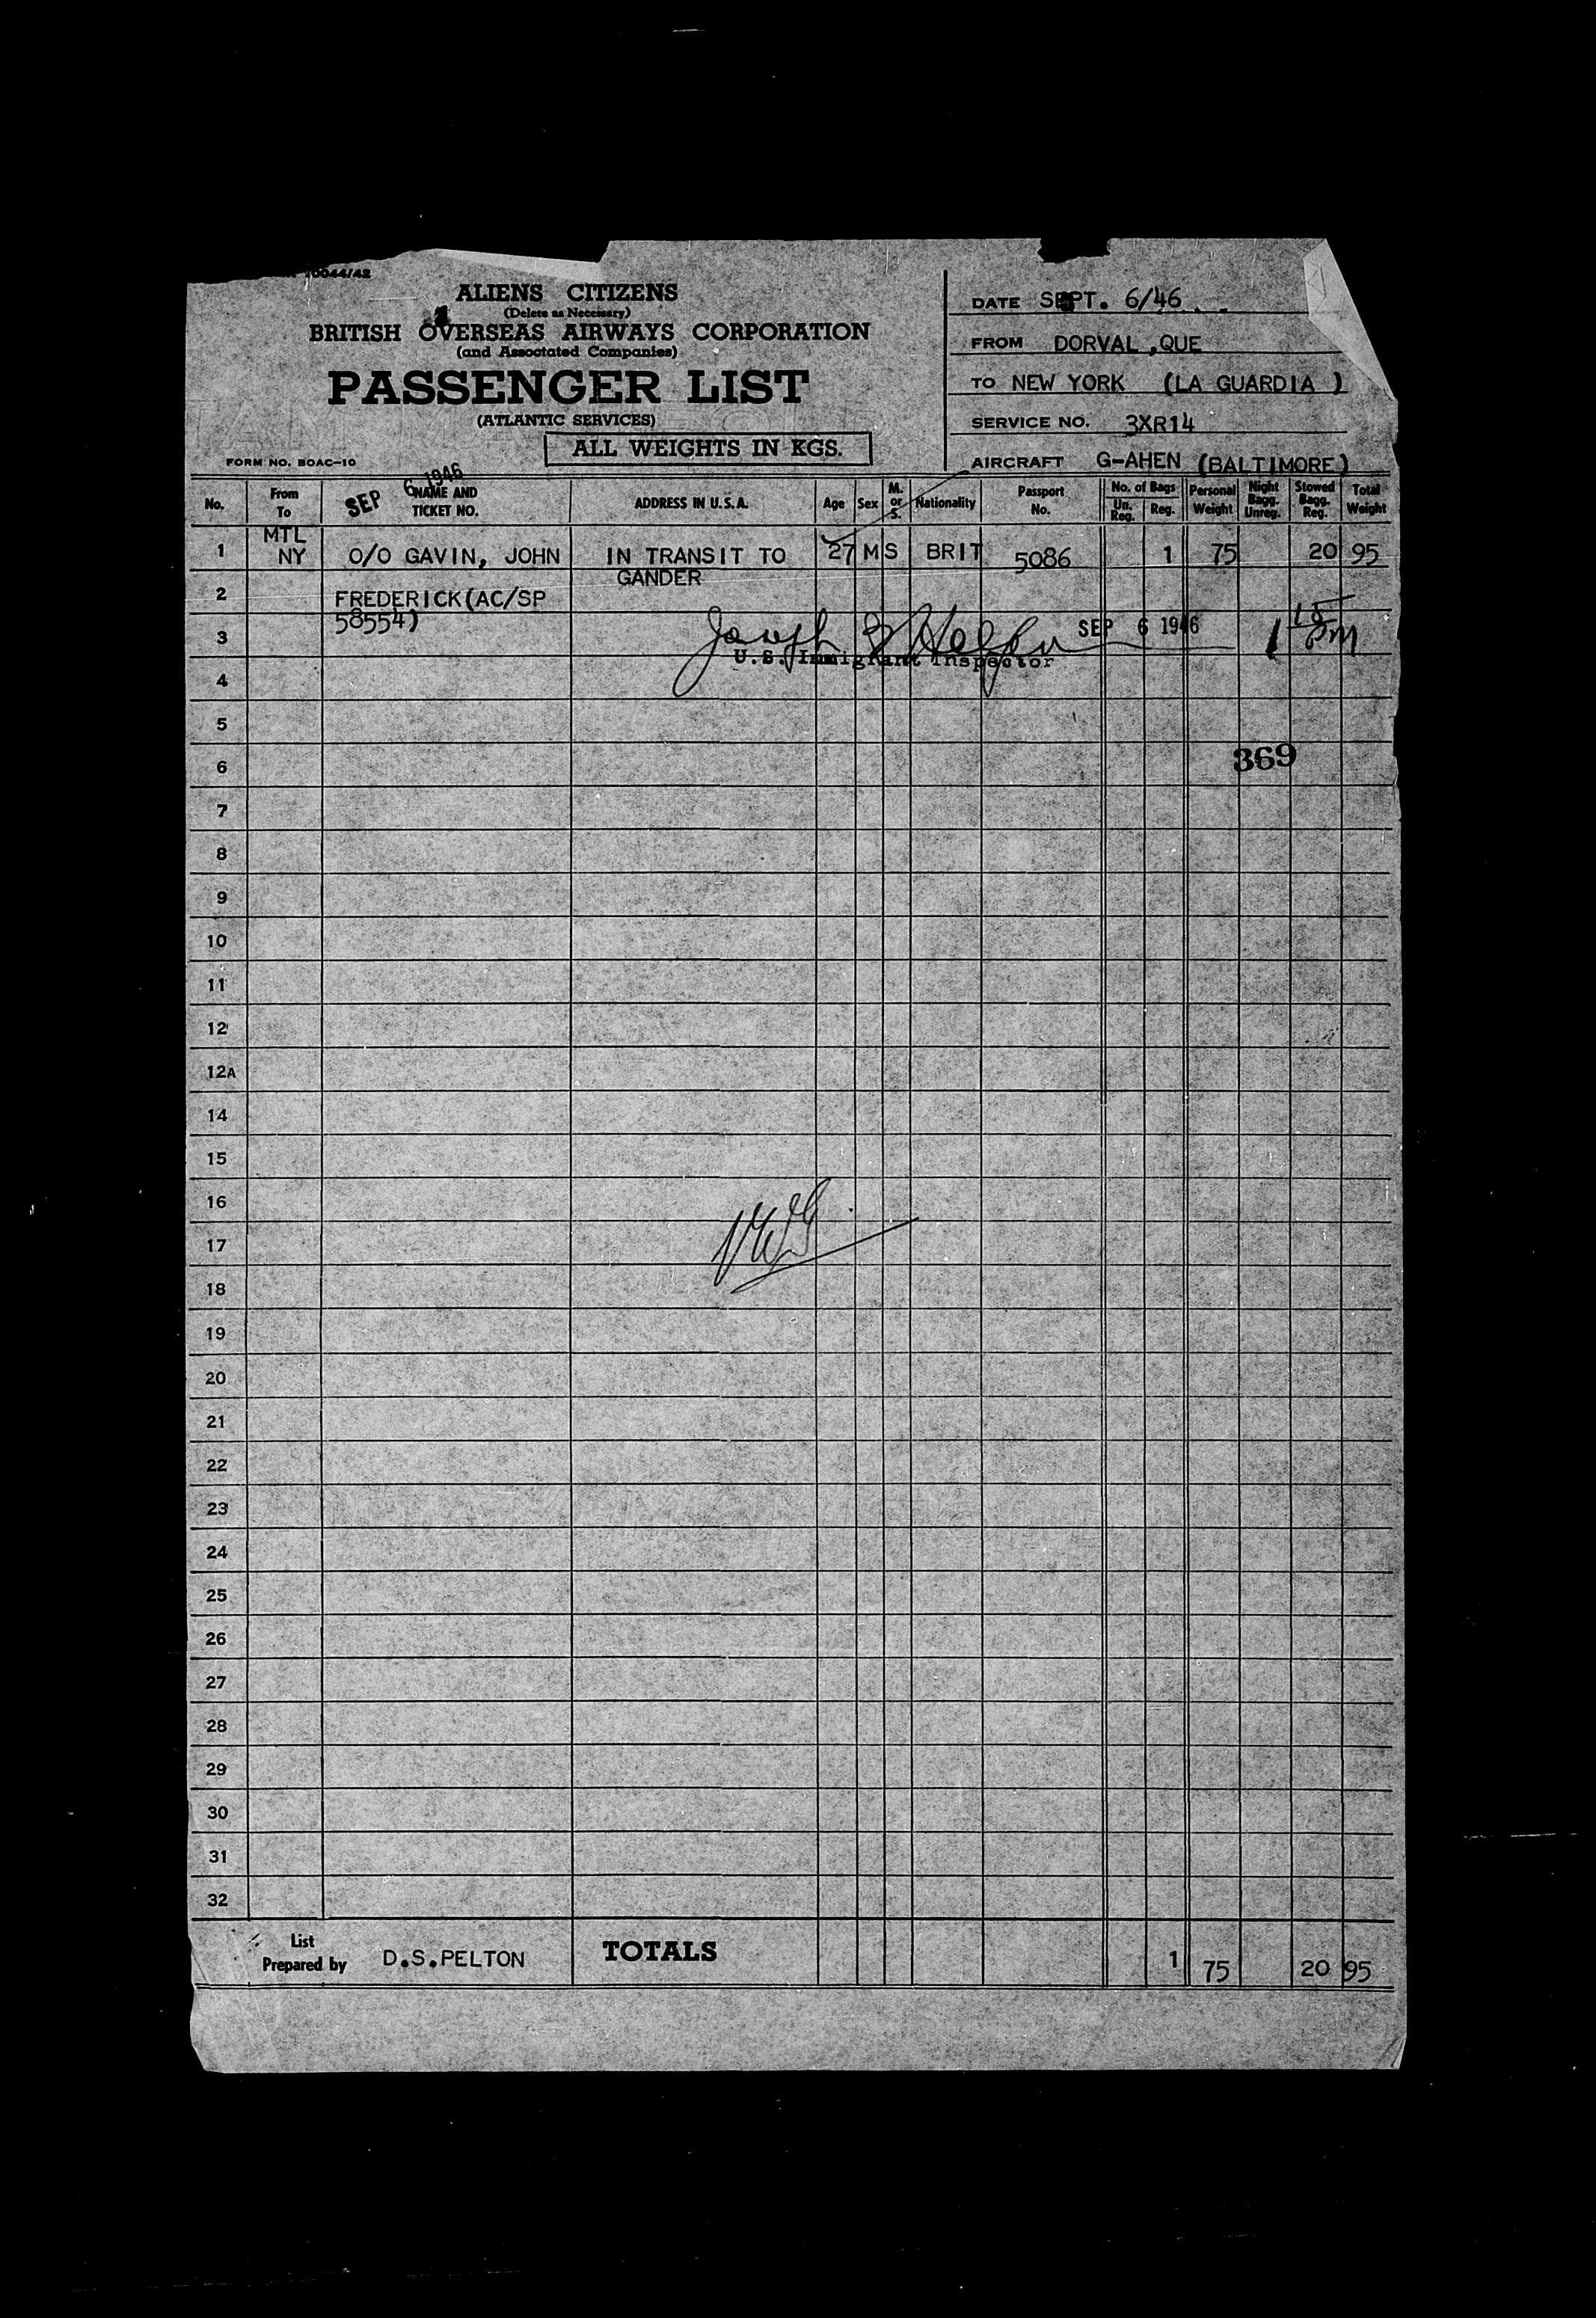 70044/42
ALIENS CITIZENS
(Delete as Necessary)
BRITISH OVERSEAS AIRWAYS CORPORATION
(and Associated Companies)
PASSENGER LIST
(ATLANTIC SERVICES)
ALL WEIGHTS IN KGS.
FORM NO. BOAC-10
DATE SEPT. 6/46
FROM DORVAL ,QUE
TO NEW YORK (LA GUARDIA )
SERVICE NO. 3XR14
AIRCRAFT G-AHEN (BALTIMORE)
SEP 6 1946
No. From To NAME AND TICKET NO. ADDRESS IN U.S.A. Age Sex M. or S. Nationality Passport No. No. of Bags Un. Reg. Reg. Personal Weight Night Bagg. Unreg. Stowed Bagg. Reg. Total Weight
MTL
1 NY O/O GAVIN, JOHN IN TRANSIT TO 27 M S BRIT 5086 1 75 20 95
GANDER
2 FREDERICK(AC/SP
58554)
3 Joseph SEP 6 1946 1 15 PM
U.S. Immigrant Inspector
4
5
6 369
7
8
9
10
11
12
12A
14
15
16
17
18
19
20
21
22
23
24
25
26
27
28
29
30
31
32
List
Prepared by D.S.PELTON TOTALS 1 75 20 95